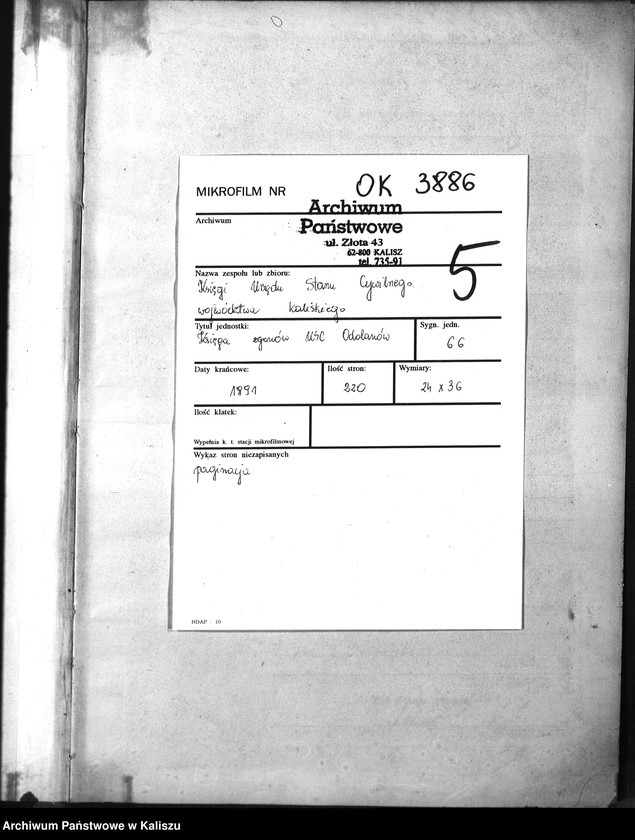 MIKROFILM NR OK 3886
Archiwum
Archiwum
Państwowe
ul. Złota 43
62-800 KALISZ
tel. 735-91
5
Nazwa zespołu lub zbioru:
Księgi Urzędu Stanu Cywilnego
województwa kaliskiego
Tytuł jednostki:
Księga zgonów USC Odolanów
Sygn. jedn.
66
Daty krańcowe:
1891
Ilość stron:
220
Wymiary:
24 x 36
Ilość klatek:
Wypełnia k. t. stacji mikrofilmowej
Wykaz stron niezapisanych
paginacja
NDAP 10
Archiwum Państwowe w Kaliszu